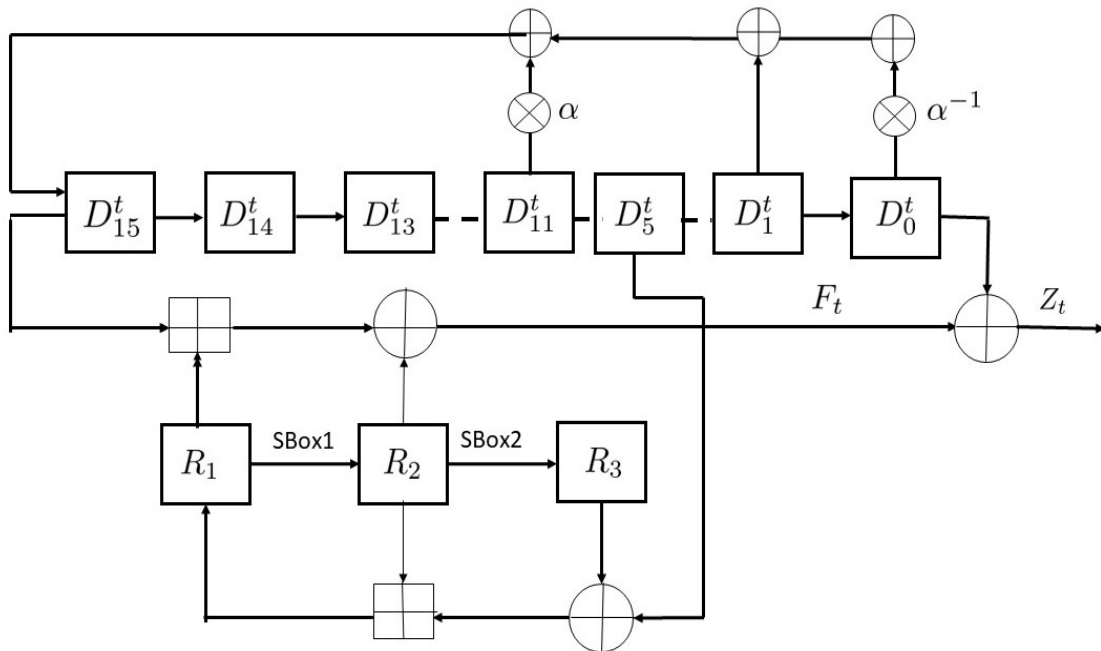 α α⁻¹
D₁₅ᵗ D₁₄ᵗ D₁₃ᵗ D₁₁ᵗ D₅ᵗ D₁ᵗ D₀ᵗ
Fₜ Zₜ
R₁ SBox1 R₂ SBox2 R₃